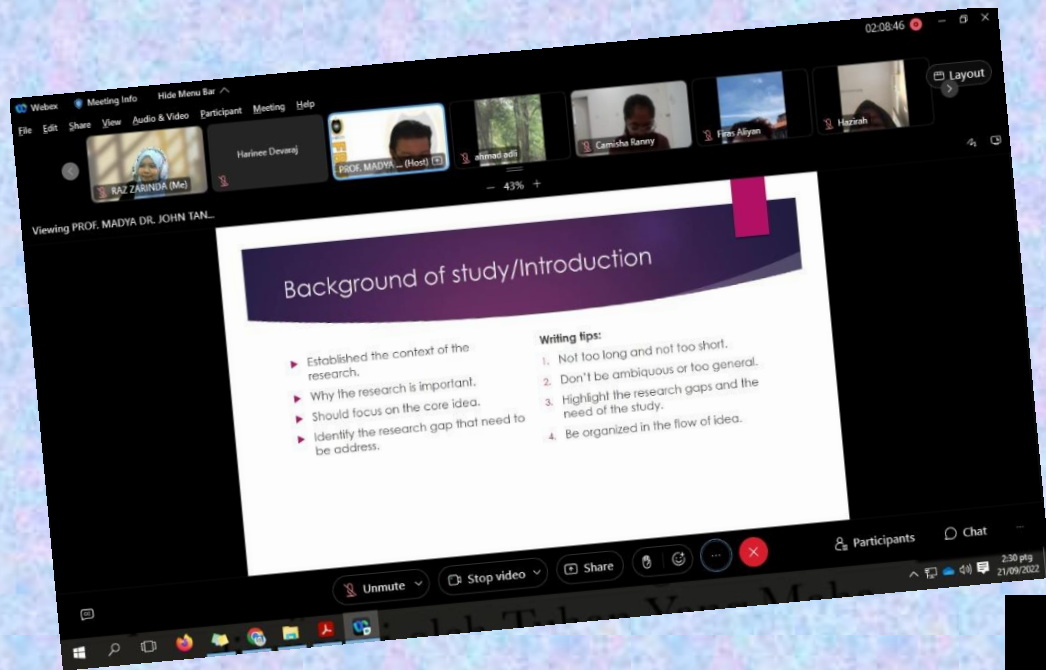 02:08:46
Webex Meeting Info Hide Menu Bar
File Edit Share View Audio & Video Participant Meeting Help
Layout
RAZ ZARINDA (Me)
Harinee Devaraj
PROF. MADYA ... (Host)
ahmad adli
Camisha Ranny
Firas Aliyan
Hazirah
— 43% +
Viewing PROF. MADYA DR. JOHN TAN...
Background of study/Introduction
Established the context of the
research.
Why the research is important.
Should focus on the core idea.
Identify the research gap that need to
be address.
Writing tips:
1. Not too long and not too short.
2. Don't be ambiquous or too general.
3. Highlight the research gaps and the
need of the study.
4. Be organized in the flow of idea.
Unmute
Stop video
Share
Participants
Chat
2:30 ptg
21/09/2022